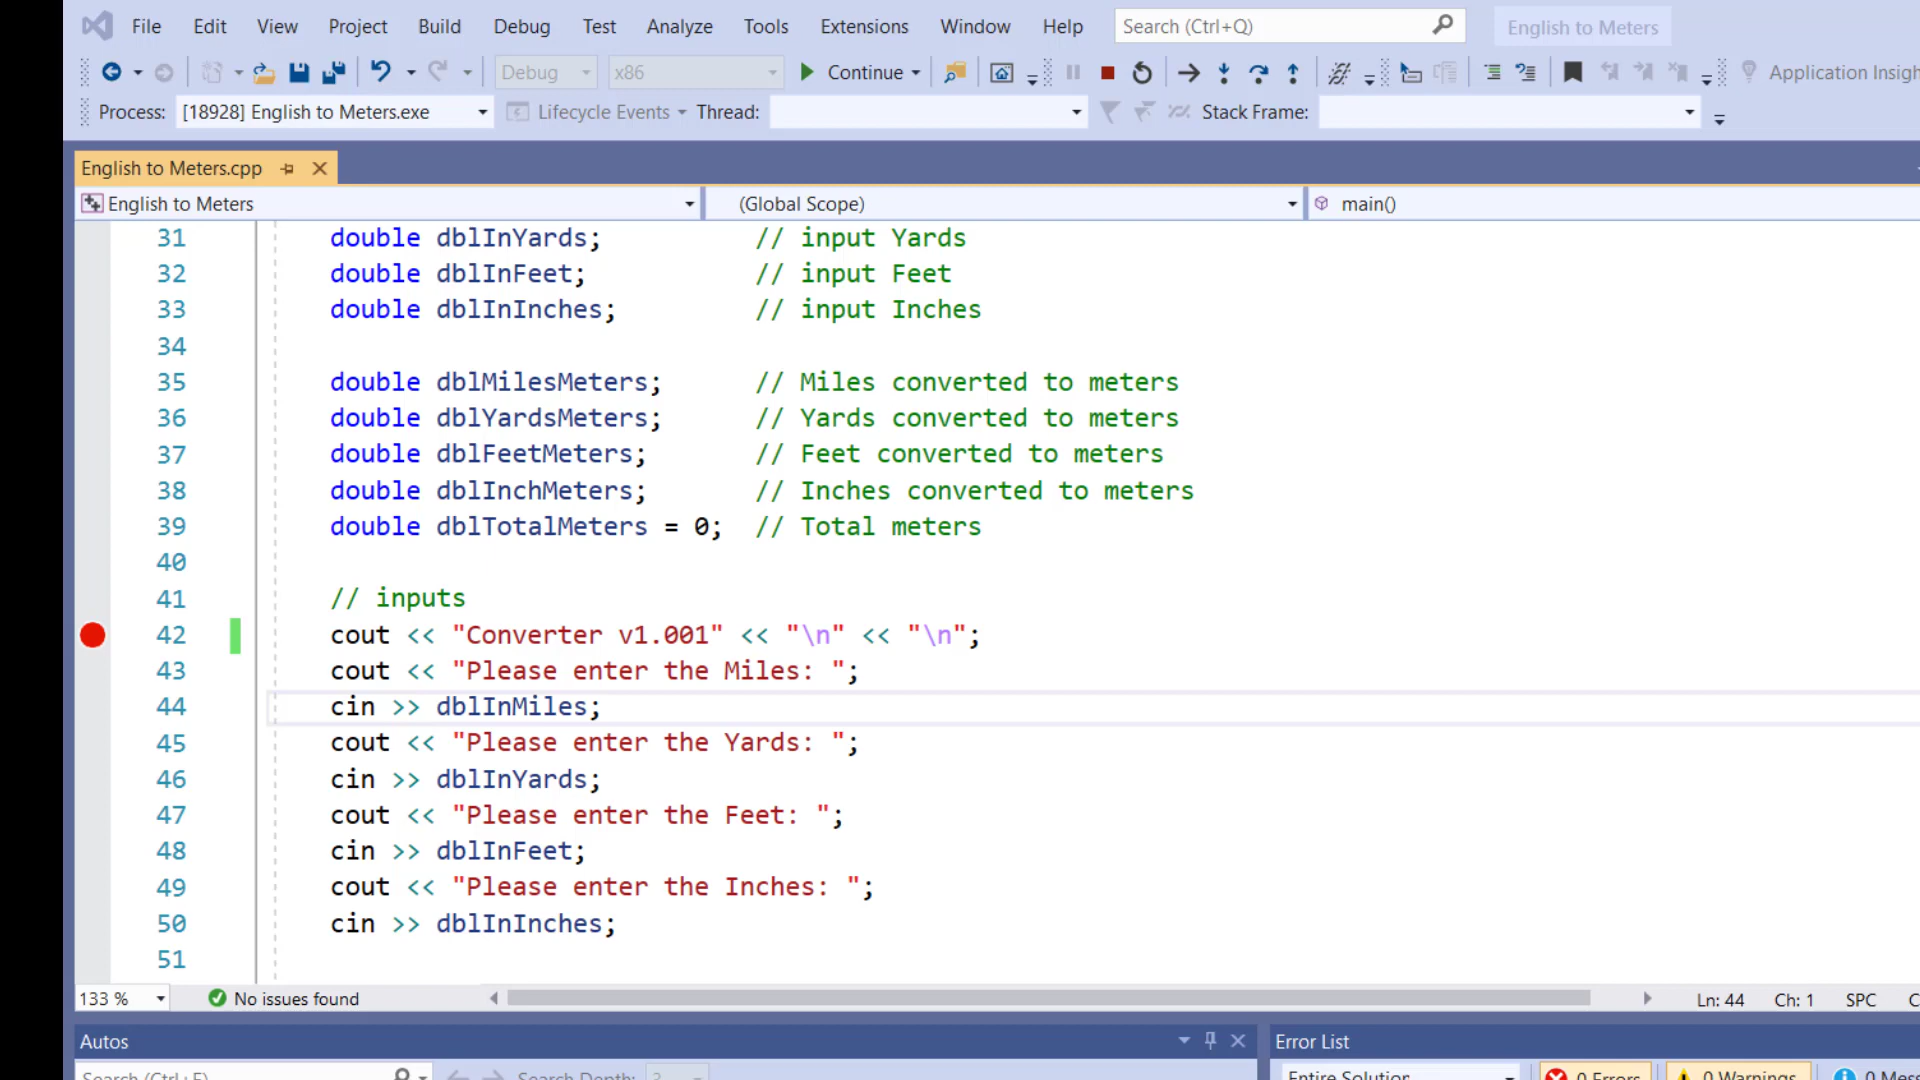 File Edit View Project Build Debug Test Analyze Tools Extensions Window Help Search (Ctrl+Q) English to Meters
Debug x86 Continue Application
Process: [18928] English to Meters.exe Lifecycle Events Thread: Stack Frame:
English to Meters.cpp
English to Meters (Global Scope) main()
31 double dblInYards; // input Yards
32 double dblInFeet; // input Feet
33 double dblInInches; // input Inches
34
35 double dblMilesMeters; // Miles converted to meters
36 double dblYardsMeters; // Yards converted to meters
37 double dblFeetMeters; // Feet converted to meters
38 double dblInchMeters; // Inches converted to meters
39 double dblTotalMeters = 0; // Total meters
40
41 // inputs
42 cout << "Converter v1.001" << "\n" << "\n";
43 cout << "Please enter the Miles: ";
44 cin >> dblInMiles;
45 cout << "Please enter the Yards: ";
46 cin >> dblInYards;
47 cout << "Please enter the Feet: ";
48 cin >> dblInFeet;
49 cout << "Please enter the Inches: ";
50 cin >> dblInInches;
51
133 % No issues found Ln: 44 Ch: 1 SPC
Autos Error List
Search (Ctrl+E) Search Depth: 3 Entire Solution 0 Errors 0 Warnings 0